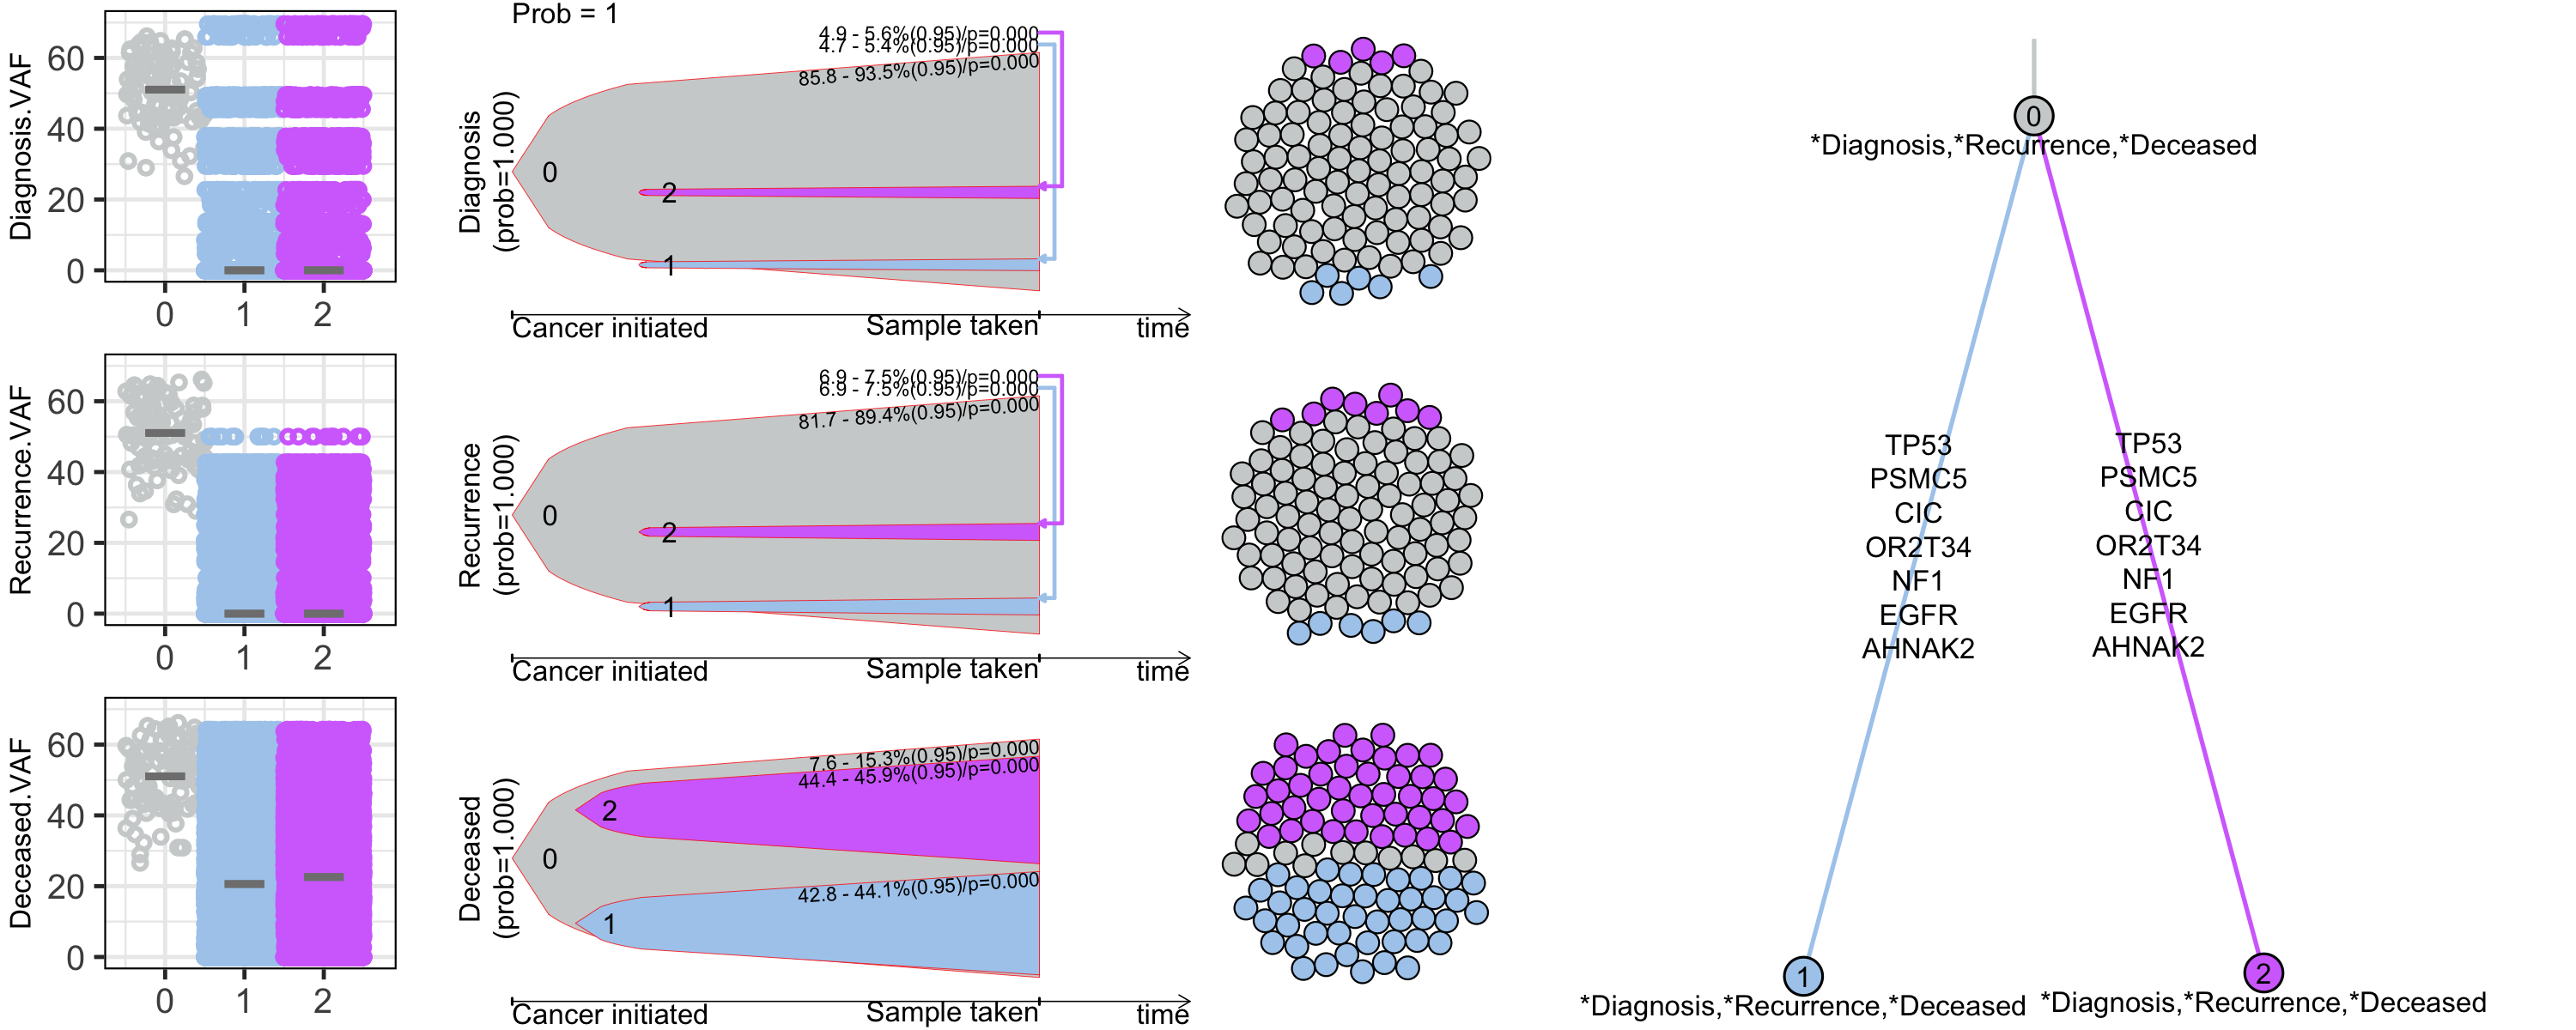 Prob = 1
Diagnosis.VAF
60
40
20
0
0 1 2
Diagnosis
(prob=1.000)
4.9 - 5.6%(0.95)/p=0.000
4.7 - 5.4%(0.95)/p=0.000
85.8 - 93.5%(0.95)/p=0.000
0
2
1
Cancer initiated Sample taken time
Recurrence.VAF
60
40
20
0
0 1 2
Recurrence
(prob=1.000)
6.9 - 7.5%(0.95)/p=0.000
6.9 - 7.5%(0.95)/p=0.000
81.7 - 89.4%(0.95)/p=0.000
0
2
1
Cancer initiated Sample taken time
Deceased.VAF
60
40
20
0
0 1 2
Deceased
(prob=1.000)
7.6 - 15.3%(0.95)/p=0.000
44.4 - 45.9%(0.95)/p=0.000
2
0
42.8 - 44.1%(0.95)/p=0.000
1
Cancer initiated Sample taken time
0
*Diagnosis,*Recurrence,*Deceased
TP53
PSMC5
CIC
OR2T34
NF1
EGFR
AHNAK2
TP53
PSMC5
CIC
OR2T34
NF1
EGFR
AHNAK2
1
*Diagnosis,*Recurrence,*Deceased
2
*Diagnosis,*Recurrence,*Deceased